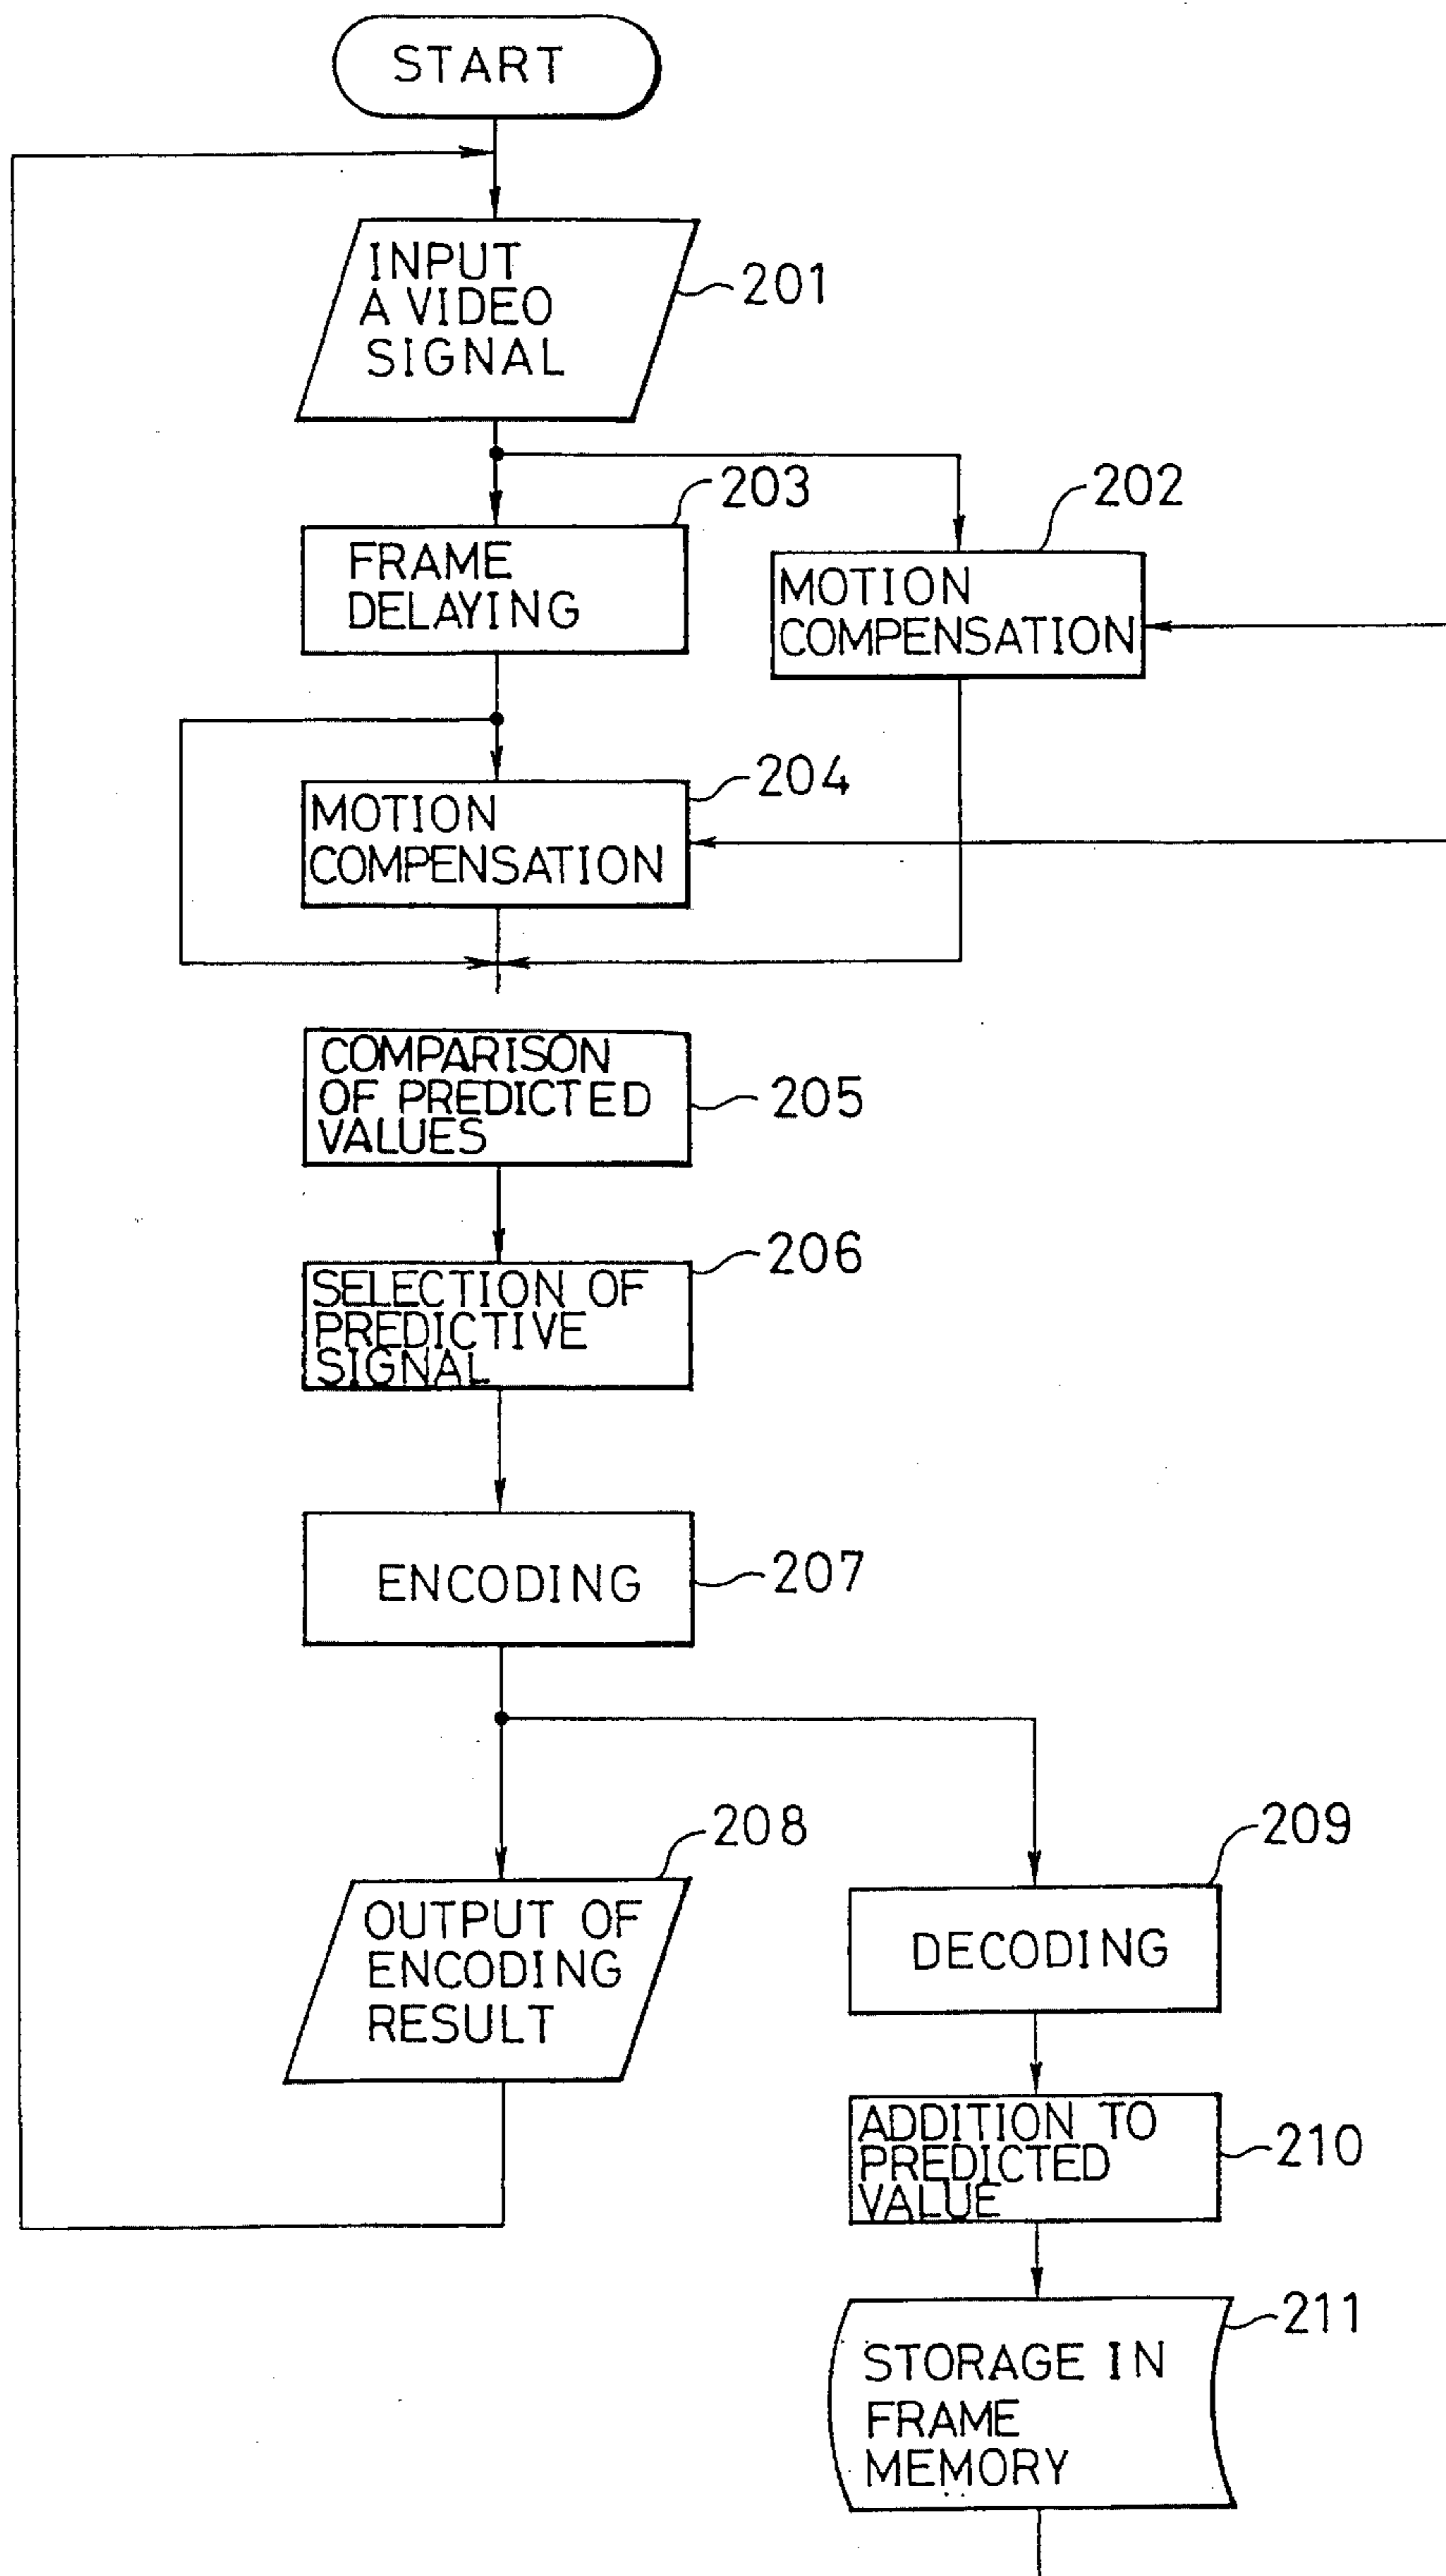 START
INPUT
A VIDEO
SIGNAL
201
203
FRAME
DELAYING
202
MOTION
COMPENSATION
204
MOTION
COMPENSATION
COMPARISON
OF PREDICTED
VALUES
205
206
SELECTION OF
PREDICTIVE
SIGNAL
ENCODING
207
208
OUTPUT OF
ENCODING
RESULT
209
DECODING
ADDITION TO
PREDICTED
VALUE
210
211
STORAGE IN
FRAME
MEMORY